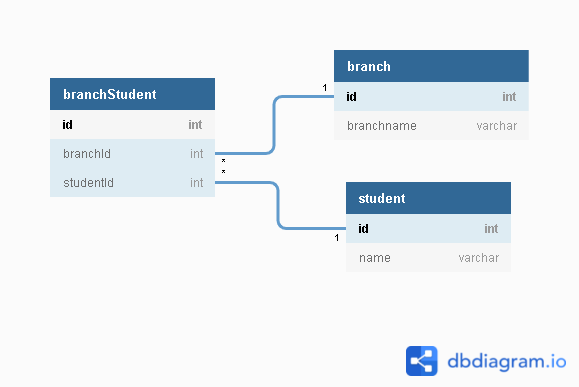 branchStudent
id int
branchId int
studentId int
*
*
1
branch
id int
branchname varchar
student
id int
1
name varchar
dbdiagram.io